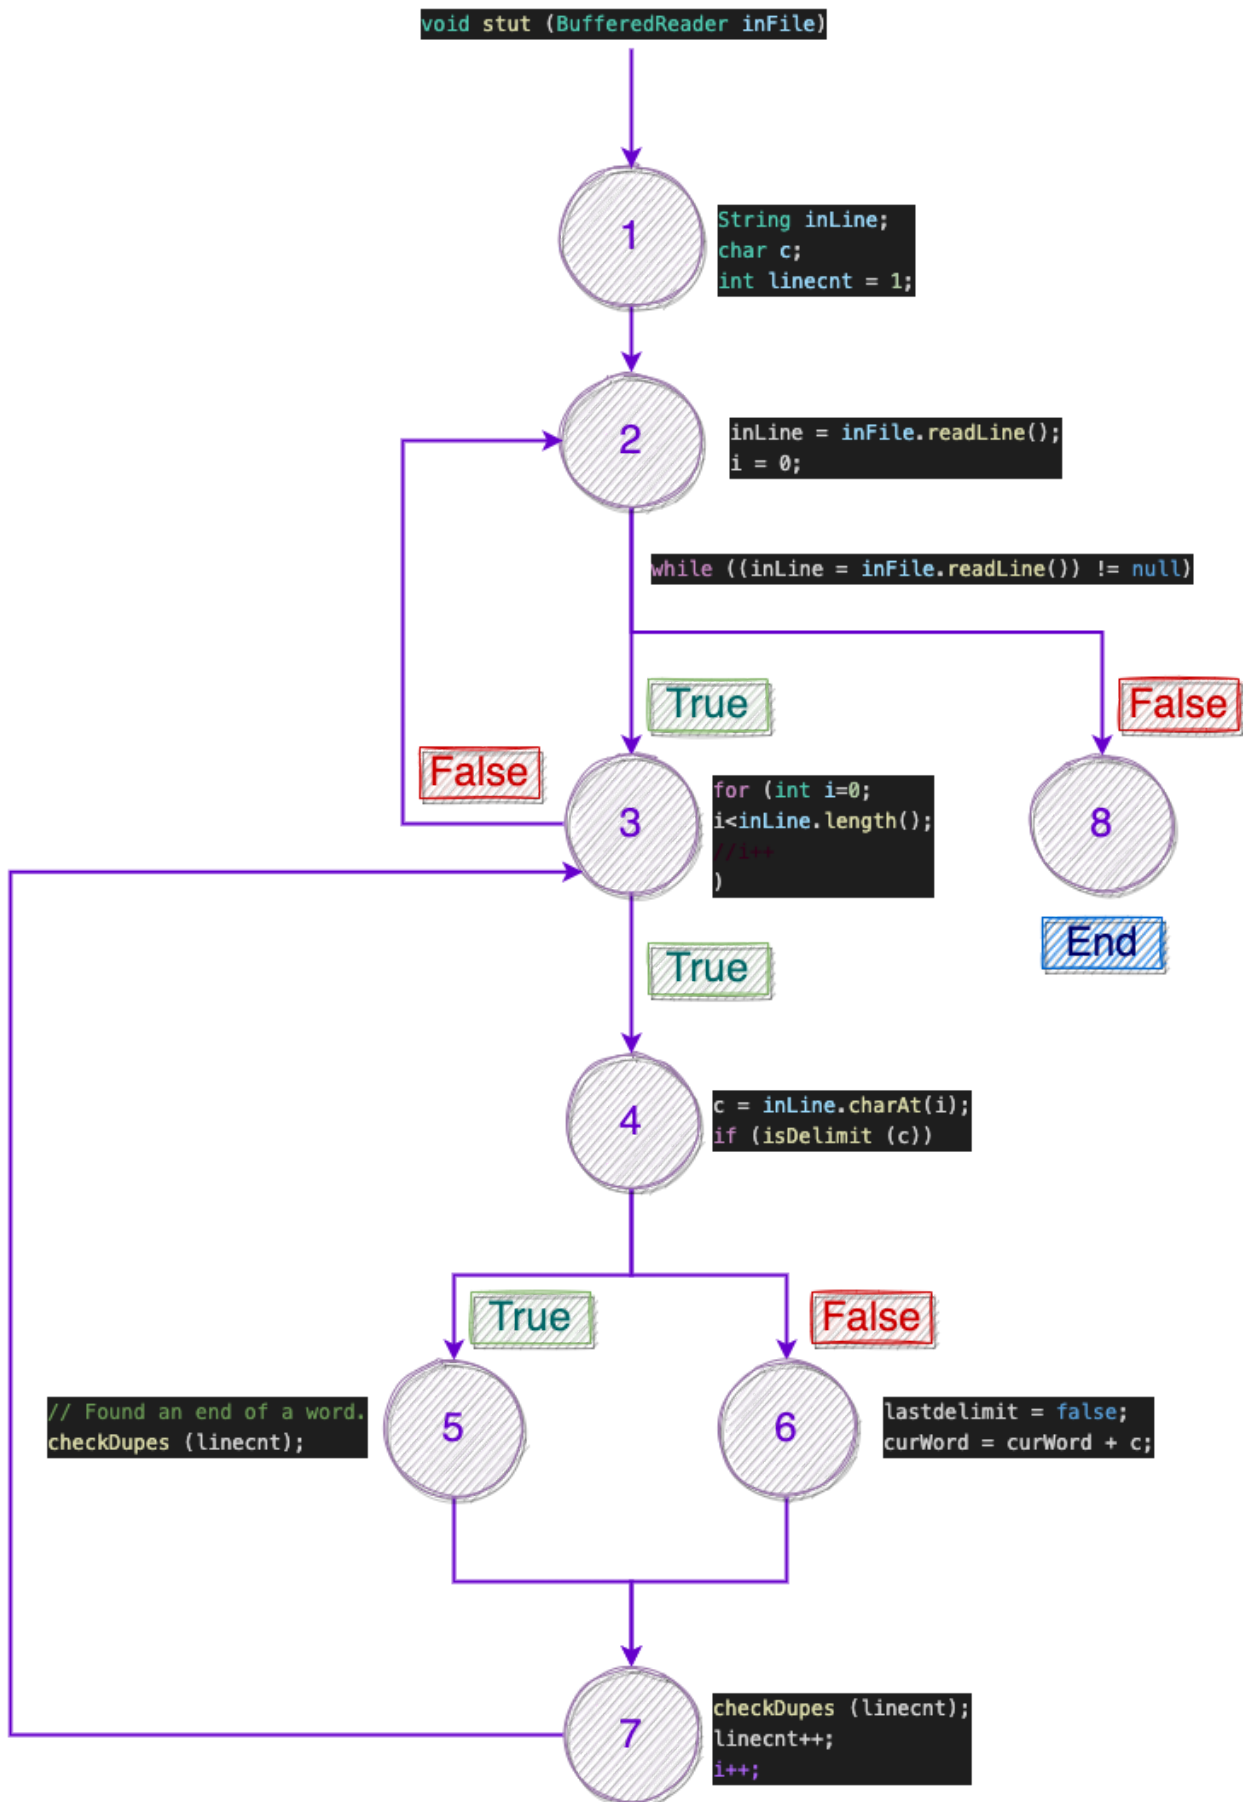 void stut (BufferedReader inFile)
1
String inLine;
char c;
int linecnt = 1;
2
inLine = inFile.readLine();
i = 0;
while ((inLine = inFile.readLine()) != null)
True
False
False
3
for (int i=0;
i<inLine.length();
//i++
)
8
End
True
4
c = inLine.charAt(i);
if (isDelimit (c))
True
False
// Found an end of a word.
checkDupes (linecnt);
5
6
lastdelimit = false;
curWord = curWord + c;
7
checkDupes (linecnt);
linecnt++;
i++;